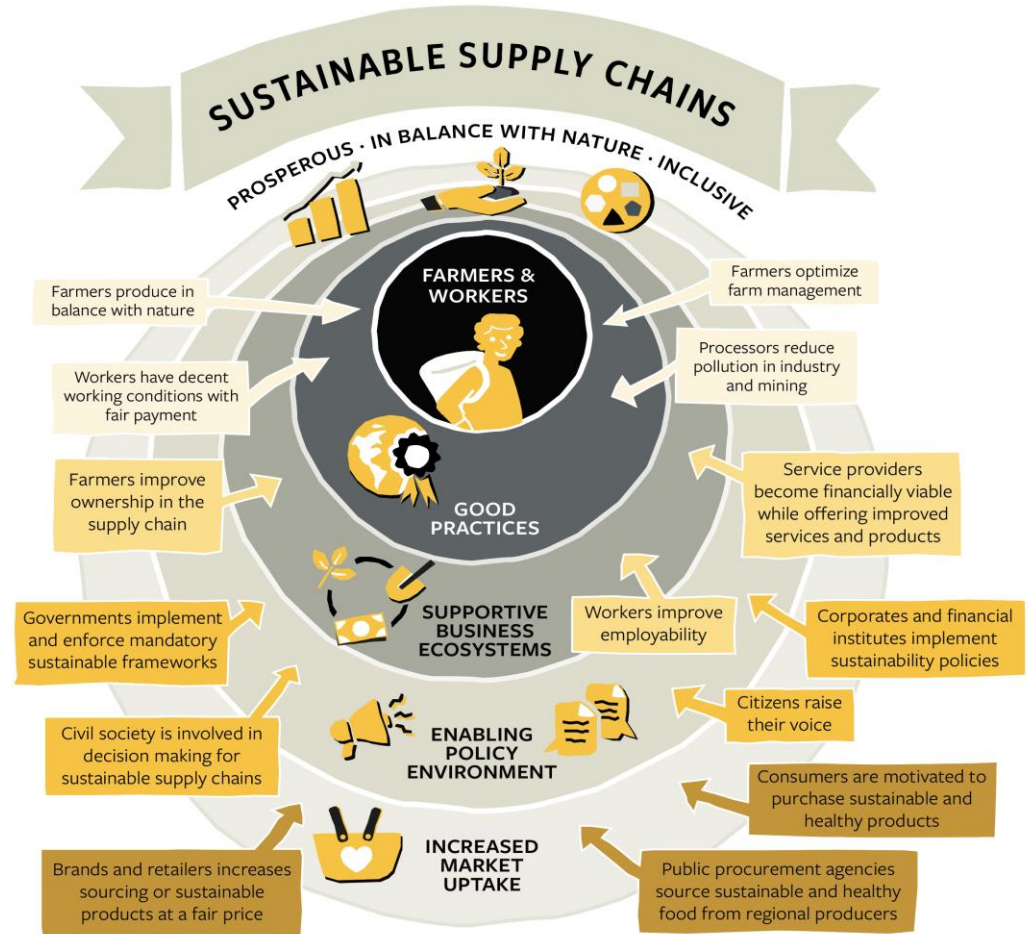 SUSTAINABLE SUPPLY CHAINS
PROSPEROUS · IN BALANCE WITH NATURE · INCLUSIVE
FARMERS &
WORKERS
Farmers produce in
balance with nature
Farmers optimize
farm management
Workers have decent
working conditions with
fair payment
Processors reduce
pollution in industry
and mining
GOOD
PRACTICES
Farmers improve
ownership in the
supply chain
Service providers
become financially viable
while offering improved
services and products
SUPPORTIVE
BUSINESS
ECOSYSTEMS
Workers improve
employability
Governments implement
and enforce mandatory
sustainable frameworks
Corporates and financial
institutes implement
sustainability policies
Civil society is involved in
decision making for
sustainable supply chains
ENABLING
POLICY
ENVIRONMENT
Citizens raise
their voice
Consumers are motivated to
purchase sustainable and
healthy products
Brands and retailers increases
sourcing or sustainable
products at a fair price
INCREASED
MARKET
UPTAKE
Public procurement agencies
source sustainable and healthy
food from regional producers